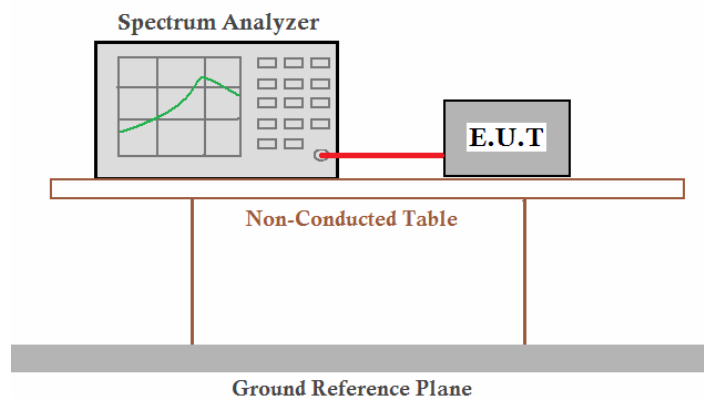 Spectrum Analyzer
E.U.T
Non-Conducted Table
Ground Reference Plane